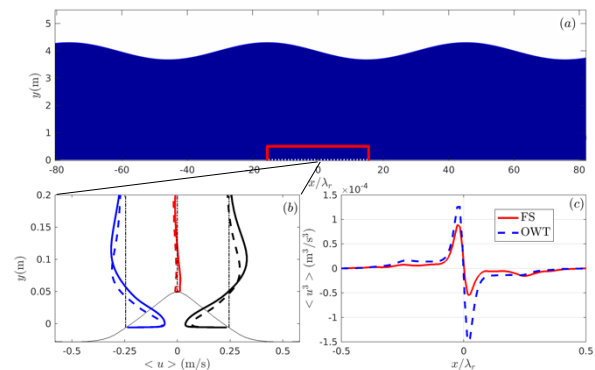 5
(a)
4
3
y(m)
2
1
0
-80 -60 -40 -20 0 20 40 60 80
x/λr
0.2
(b)
0.15
0.1
y(m)
0.05
0
-0.5 -0.25 0 0.25 0.5
< u > (m/s)
×10-4
1.5
(c)
FS
OWT
1
0.5
0
-0.5
-1
-1.5
< u3 > (m3/s3)
-0.5 0 0.5
x/λr